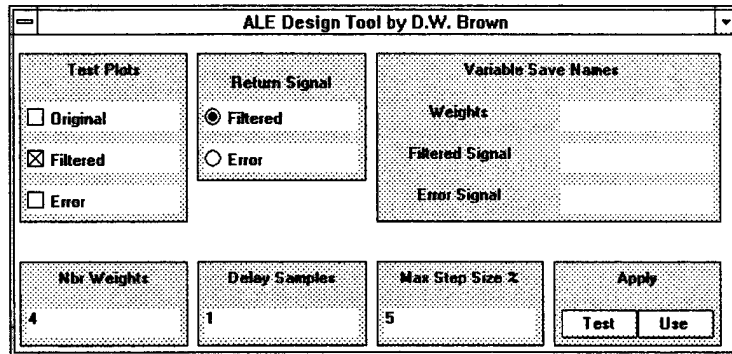 ALE Design Tool by D.W. Brown
Test Plots
Original
Filtered
Error
Return Signal
Filtered
Error
Variable Save Names
Weights
Filtered Signal
Error Signal
Nbr Weights
4
Delay Samples
1
Max Step Size %
5
Apply
Test Use